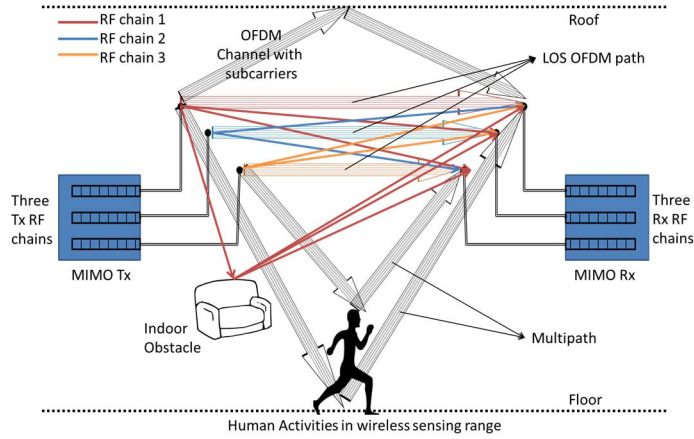 RF chain 1
RF chain 2
RF chain 3
OFDM
Channel with
subcarriers
Roof
LOS OFDM path
Three
Tx RF
chains
MIMO Tx
Three
Rx RF
chains
MIMO Rx
Indoor
Obstacle
Multipath
Floor
Human Activities in wireless sensing range